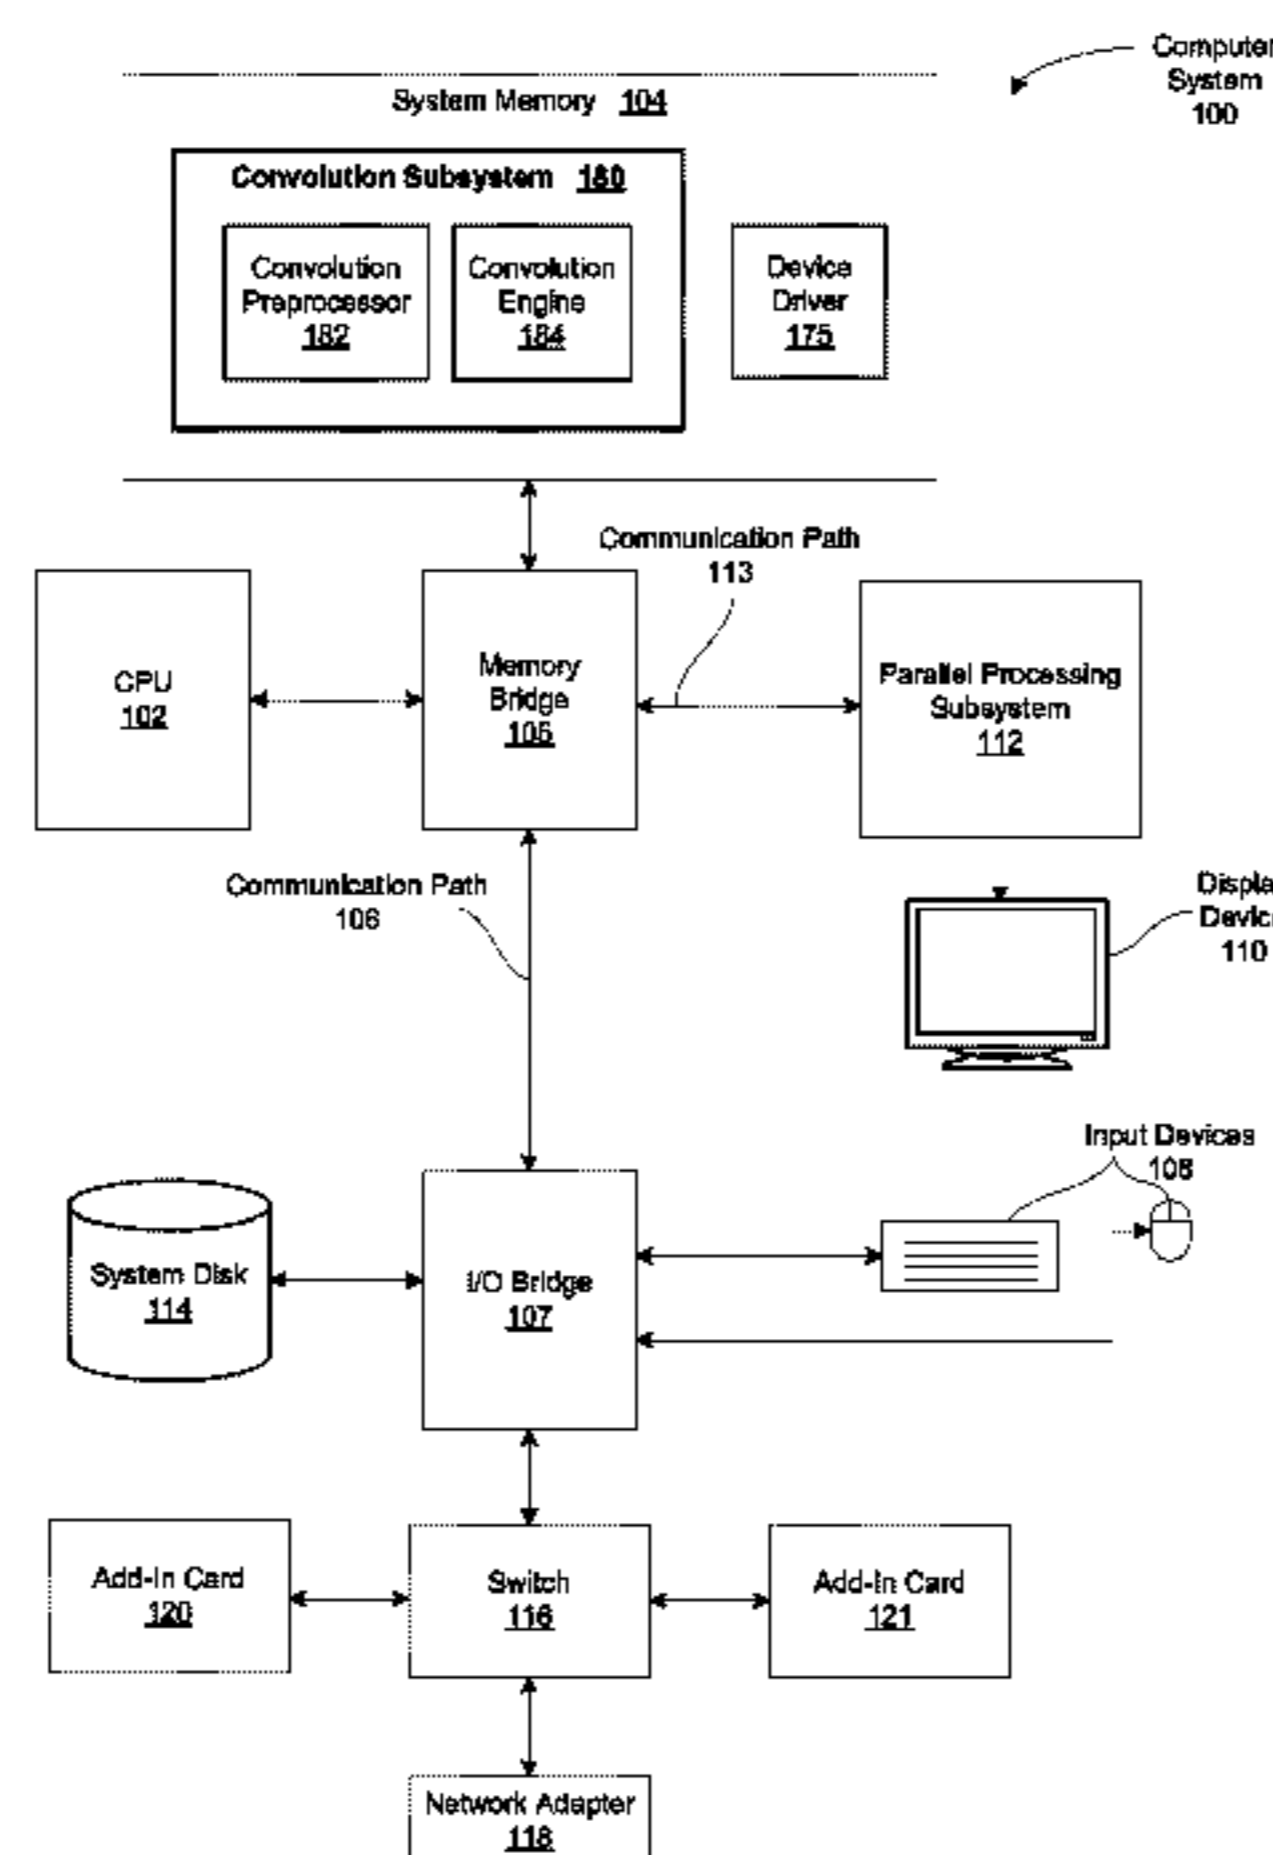 Computer
System
100
System Memory 104
Convolution Subsystem 180
Convolution
Preprocessor
182
Convolution
Engine
184
Device
Driver
175
Communication Path
113
CPU
102
Memory
Bridge
105
Parallel Processing
Subsystem
112
Communication Path
106
Displa
Devic
110
Input Devices
108
System Disk
114
I/O Bridge
107
Add-In Card
120
Switch
116
Add-In Card
121
Network Adapter
118